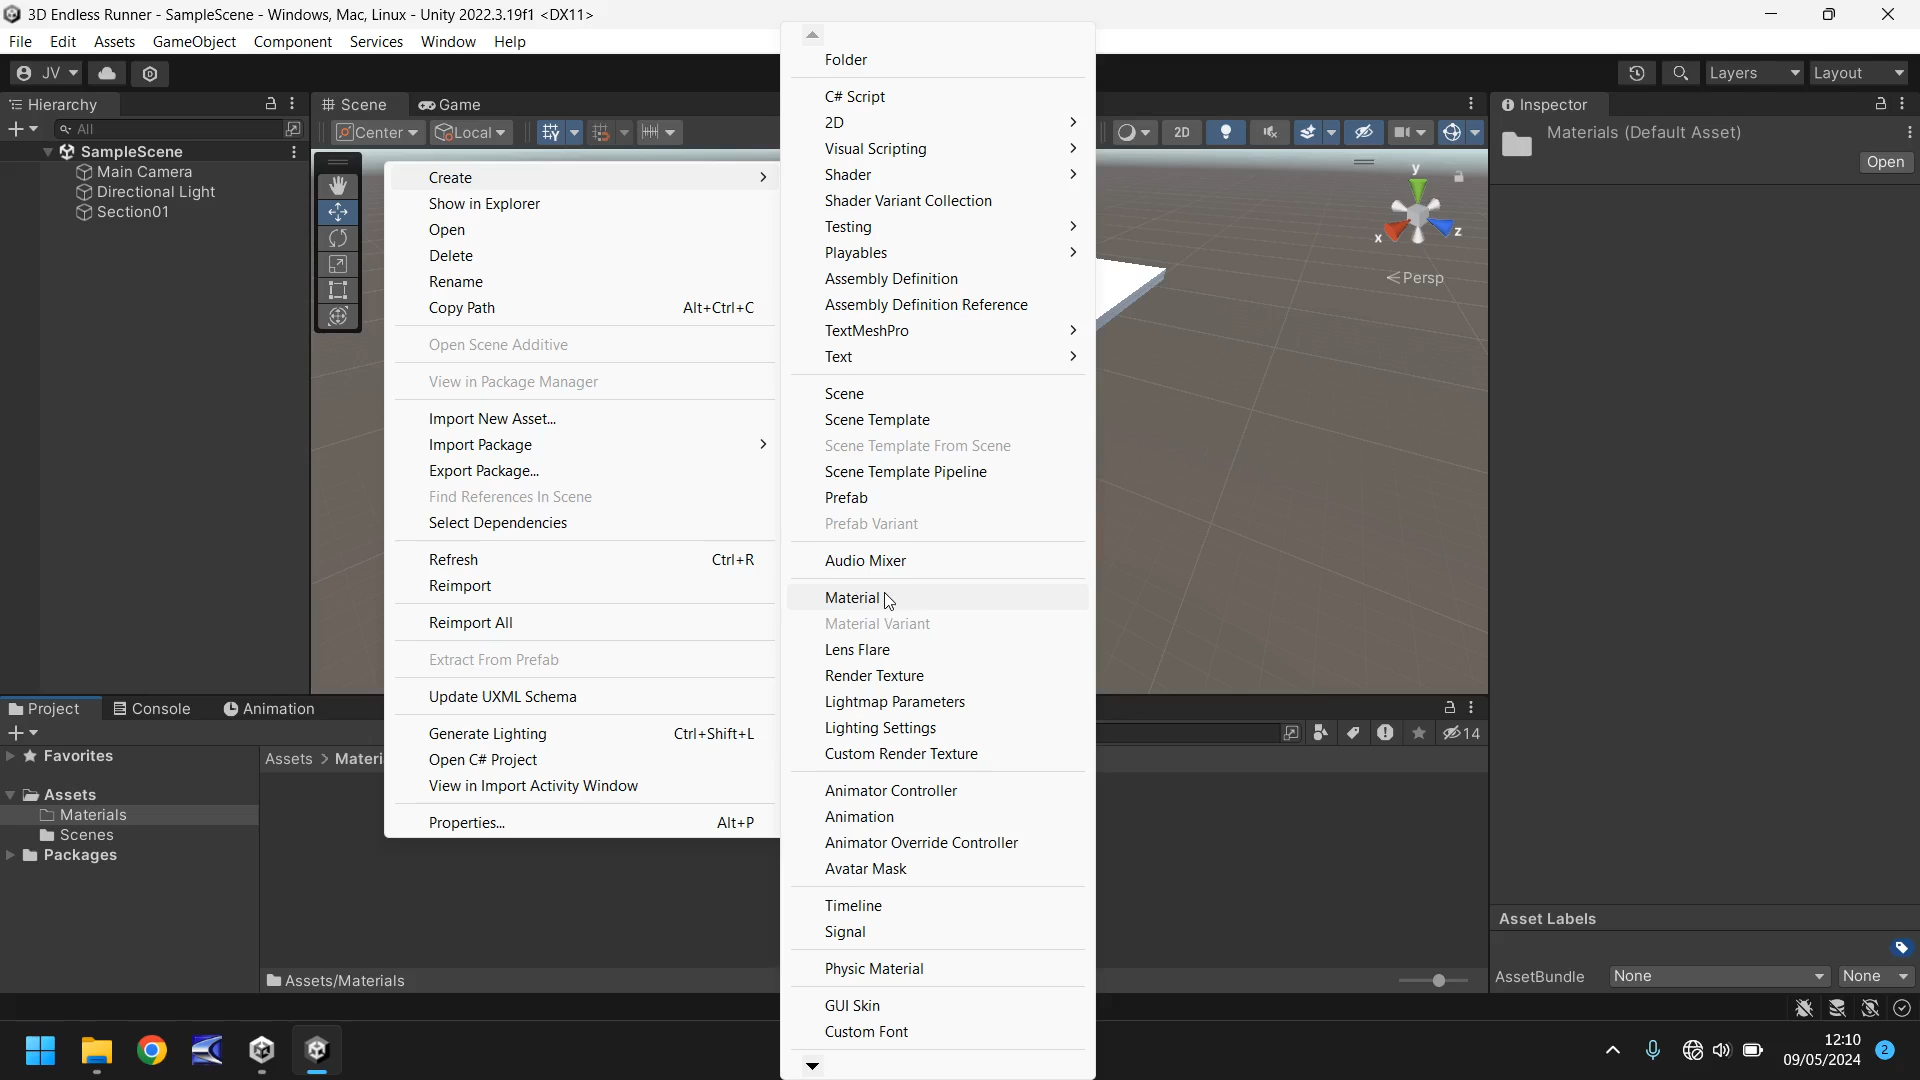 3D Endless Runner - SampleScene - Windows, Mac, Linux - Unity 2022.3.19f1 <DX11>
File Edit Assets GameObject Component Services Window Help
JV
Layers Layout
Hierarchy
All
SampleScene
Main Camera
Directional Light
Section01
Scene Game
Center Local
2D
y
x
z
Persp
Inspector
Materials (Default Asset)
Open
Create
Show in Explorer
Open
Delete
Rename
Copy Path Alt+Ctrl+C
Open Scene Additive
View in Package Manager
Import New Asset...
Import Package
Export Package...
Find References In Scene
Select Dependencies
Refresh Ctrl+R
Reimport
Reimport All
Extract From Prefab
Update UXML Schema
Generate Lighting Ctrl+Shift+L
Open C# Project
View in Import Activity Window
Properties... Alt+P
Folder
C# Script
2D
Visual Scripting
Shader
Shader Variant Collection
Testing
Playables
Assembly Definition
Assembly Definition Reference
TextMeshPro
Text
Scene
Scene Template
Scene Template From Scene
Scene Template Pipeline
Prefab
Prefab Variant
Audio Mixer
Material
Material Variant
Lens Flare
Render Texture
Lightmap Parameters
Lighting Settings
Custom Render Texture
Animator Controller
Animation
Animator Override Controller
Avatar Mask
Timeline
Signal
Physic Material
GUI Skin
Custom Font
Project Console Animation
14
Favorites
Assets
Materials
Scenes
Packages
Assets > Materi
Assets/Materials
Asset Labels
AssetBundle None None
12:10
09/05/2024
2